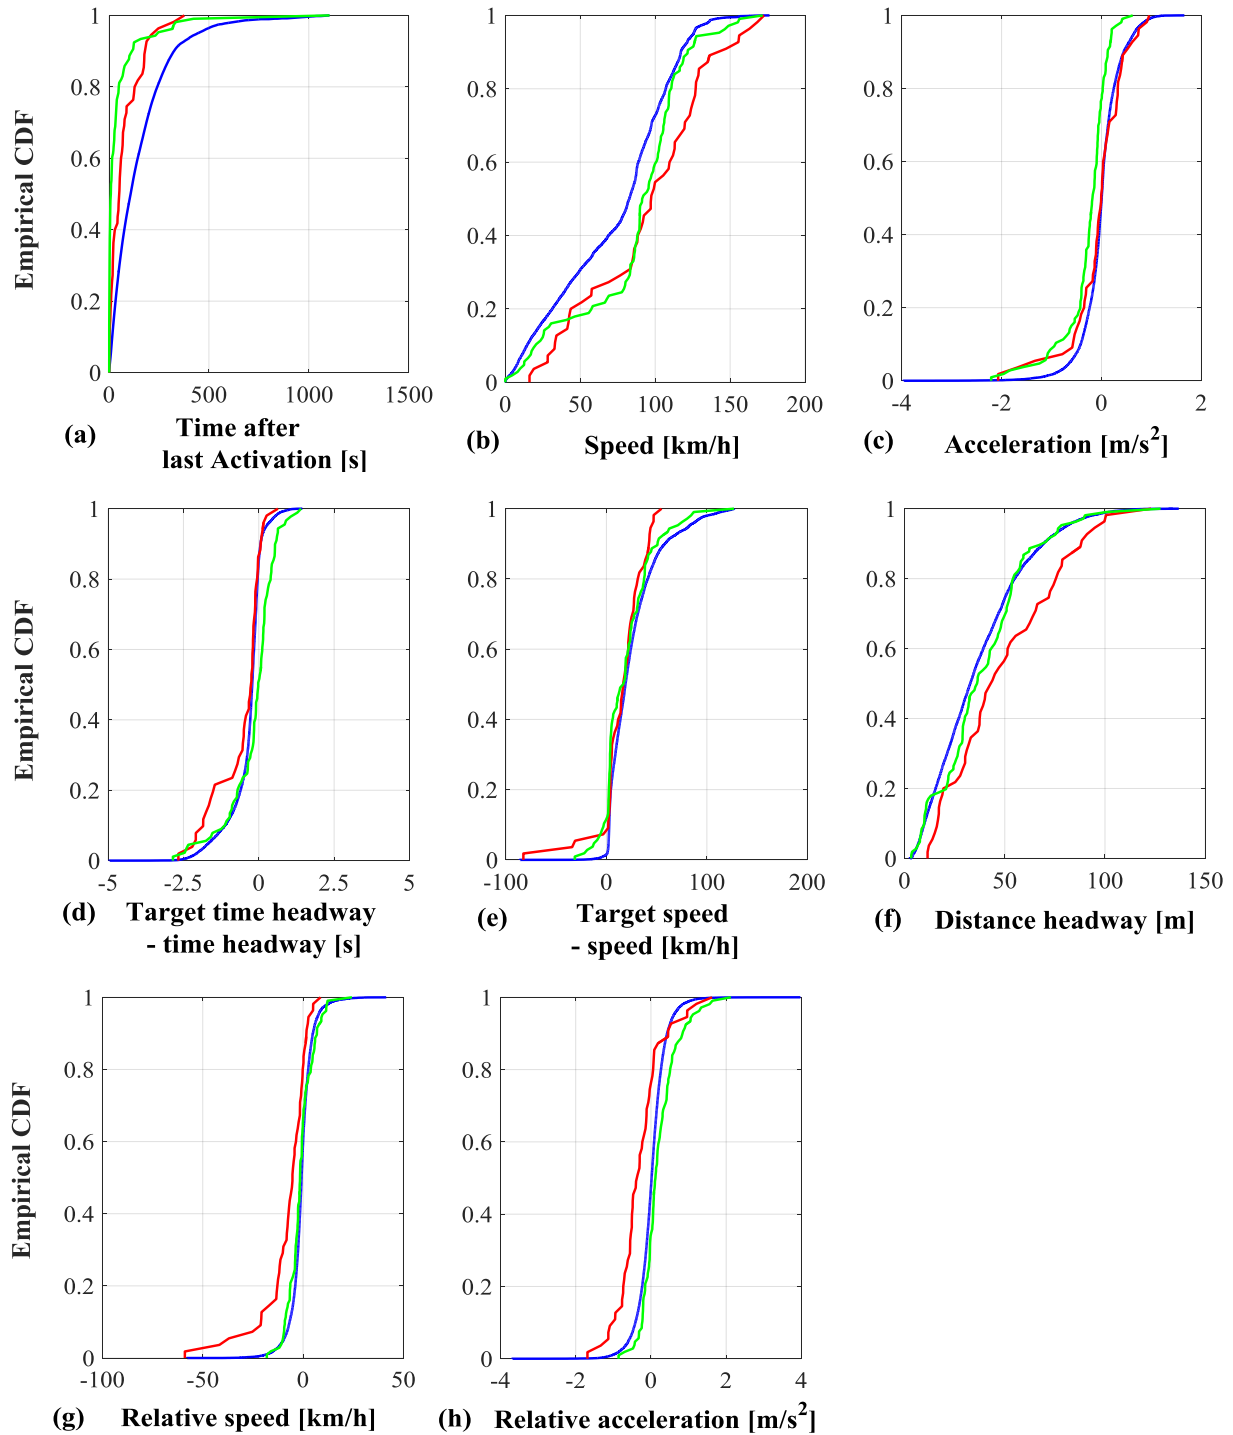 Empirical CDF
1
0.8
0.6
0.4
0.2
0
0 500 1000 1500
(a) Time after
last Activation [s]
1
0.8
0.6
0.4
0.2
0
0 50 100 150 200
(b) Speed [km/h]
1
0.8
0.6
0.4
0.2
0
-4 -2 0 2
(c) Acceleration [m/s²]
Empirical CDF
1
0.8
0.6
0.4
0.2
0
-5 -2.5 0 2.5 5
(d) Target time headway
- time headway [s]
1
0.8
0.6
0.4
0.2
0
-100 0 100 200
(e) Target speed
- speed [km/h]
1
0.8
0.6
0.4
0.2
0
0 50 100 150
(f) Distance headway [m]
Empirical CDF
1
0.8
0.6
0.4
0.2
0
-100 -50 0 50
(g) Relative speed [km/h]
1
0.8
0.6
0.4
0.2
0
-4 -2 0 2 4
(h) Relative acceleration [m/s²]